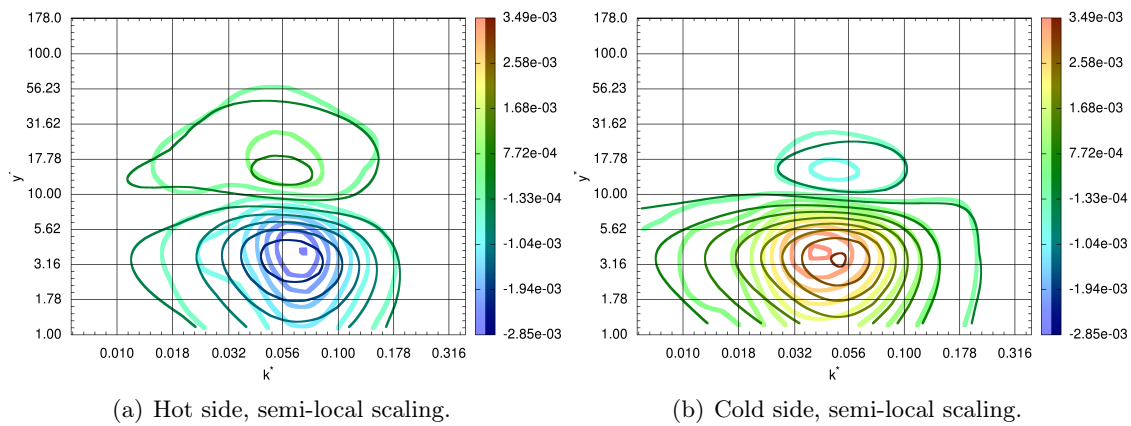 178.0
100.0
56.23
31.62
17.78
10.00
5.62
3.16
1.78
1.00
y*
0.010 0.018 0.032 0.056 0.100 0.178 0.316
k*
3.49e-03
2.58e-03
1.68e-03
7.72e-04
-1.33e-04
-1.04e-03
-1.94e-03
-2.85e-03
(a) Hot side, semi-local scaling.
178.0
100.0
56.23
31.62
17.78
10.00
5.62
3.16
1.78
1.00
y*
0.010 0.018 0.032 0.056 0.100 0.178 0.316
k*
3.49e-03
2.58e-03
1.68e-03
7.72e-04
-1.33e-04
-1.04e-03
-1.94e-03
-2.85e-03
(b) Cold side, semi-local scaling.